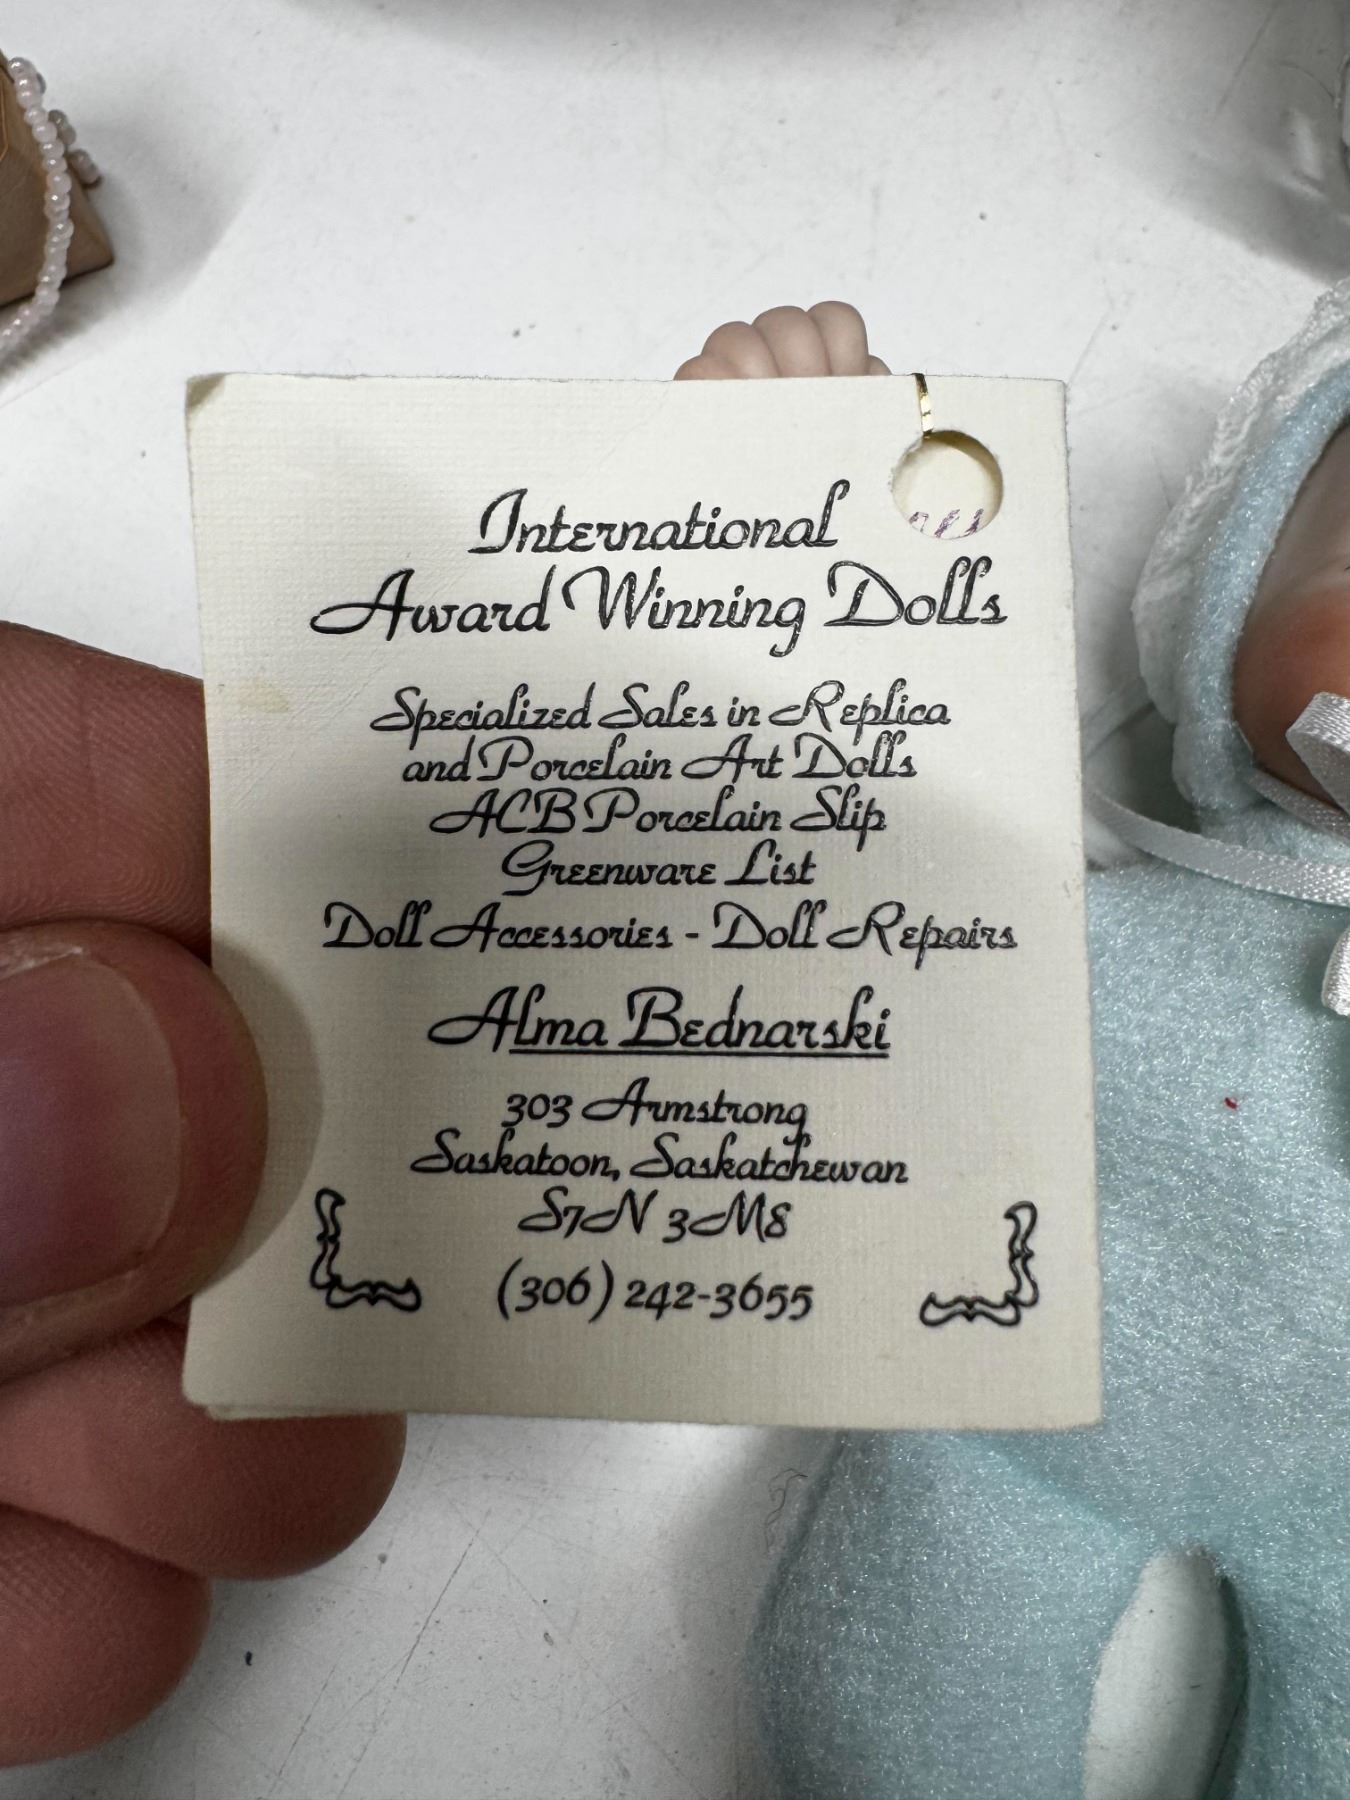 International
Award Winning Dolls
Specialized Sales in Replica
and Porcelain Art Dolls
ACB Porcelain Slip
Greenware List
Doll Accessories - Doll Repairs
Alma Bednarski
303 Armstrong
Saskatoon, Saskatchewan
S7N 3M8
(306) 242-3655